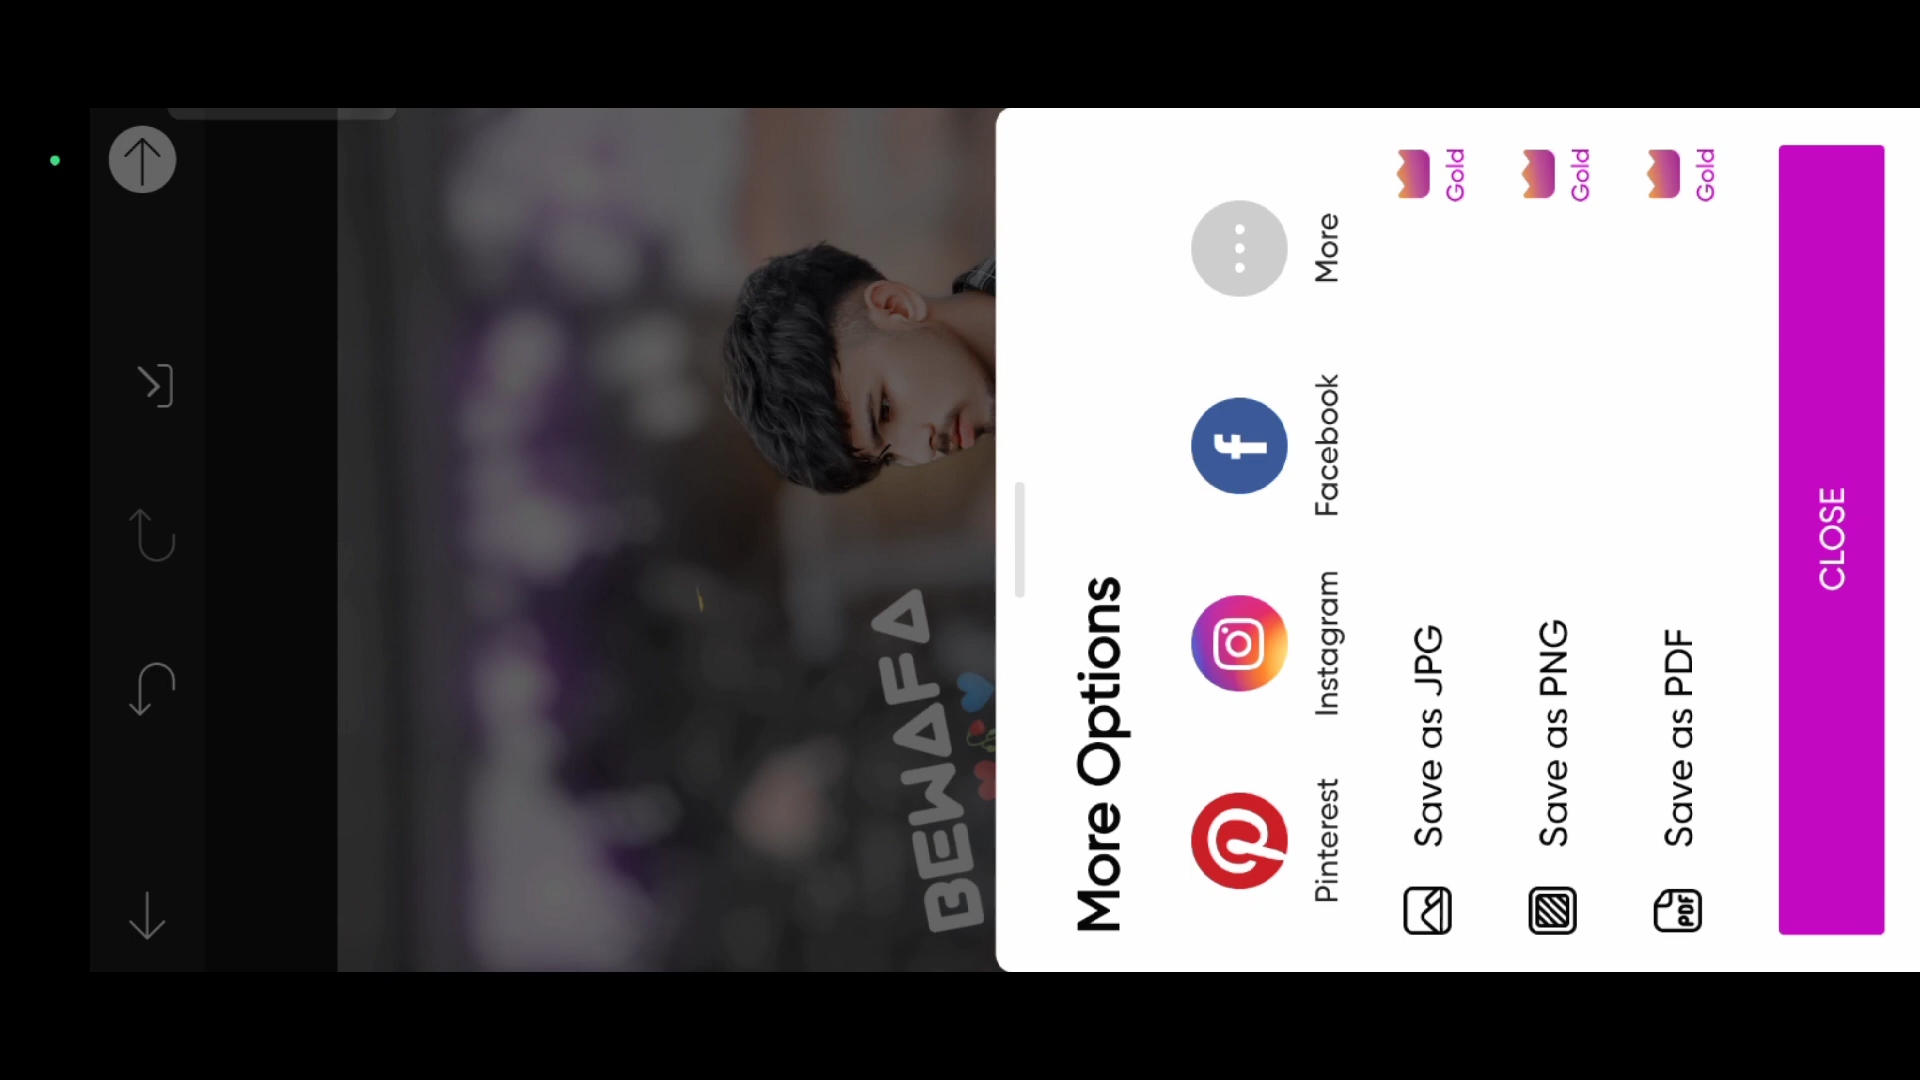 BEWAFA
More Options
Pinterest
Instagram
Facebook
More
Save as JPG
Gold
Save as PNG
Gold
PDF
Save as PDF
Gold
CLOSE